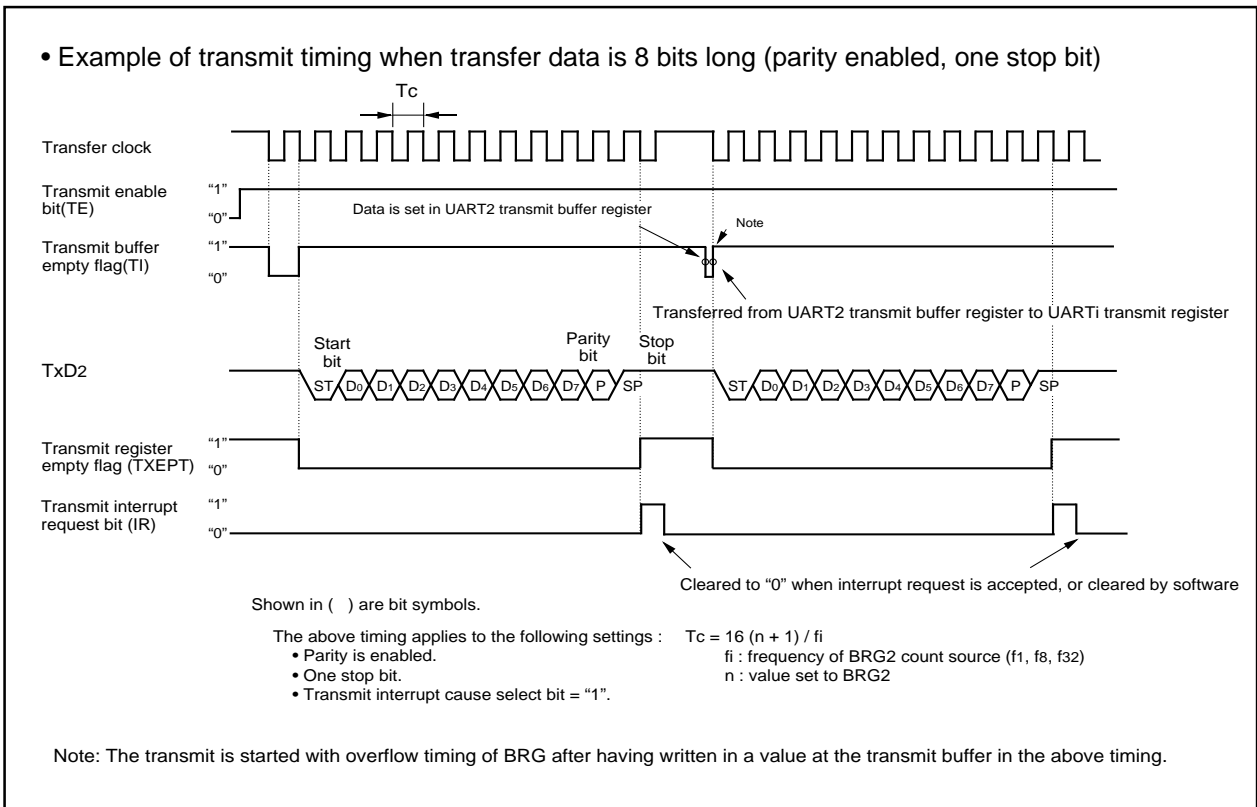 • Example of transmit timing when transfer data is 8 bits long (parity enabled, one stop bit)
Tc
Transfer clock
Transmit enable
bit(TE)
“1”
“0”
Data is set in UART2 transmit buffer register
Note
Transmit buffer
empty flag(TI)
“1”
“0”
Transferred from UART2 transmit buffer register to UARTi transmit register
Start
bit
Parity
bit
Stop
bit
TxD2
ST D0 D1 D2 D3 D4 D5 D6 D7 P SP
ST D0 D1 D2 D3 D4 D5 D6 D7 P SP
Transmit register
empty flag (TXEPT)
“1”
“0”
Transmit interrupt
request bit (IR)
“1”
“0”
Cleared to “0” when interrupt request is accepted, or cleared by software
Shown in ( ) are bit symbols.
The above timing applies to the following settings :
• Parity is enabled.
• One stop bit.
• Transmit interrupt cause select bit = “1”.
Tc = 16 (n + 1) / fi
fi : frequency of BRG2 count source (f1, f8, f32)
n : value set to BRG2
Note: The transmit is started with overflow timing of BRG after having written in a value at the transmit buffer in the above timing.